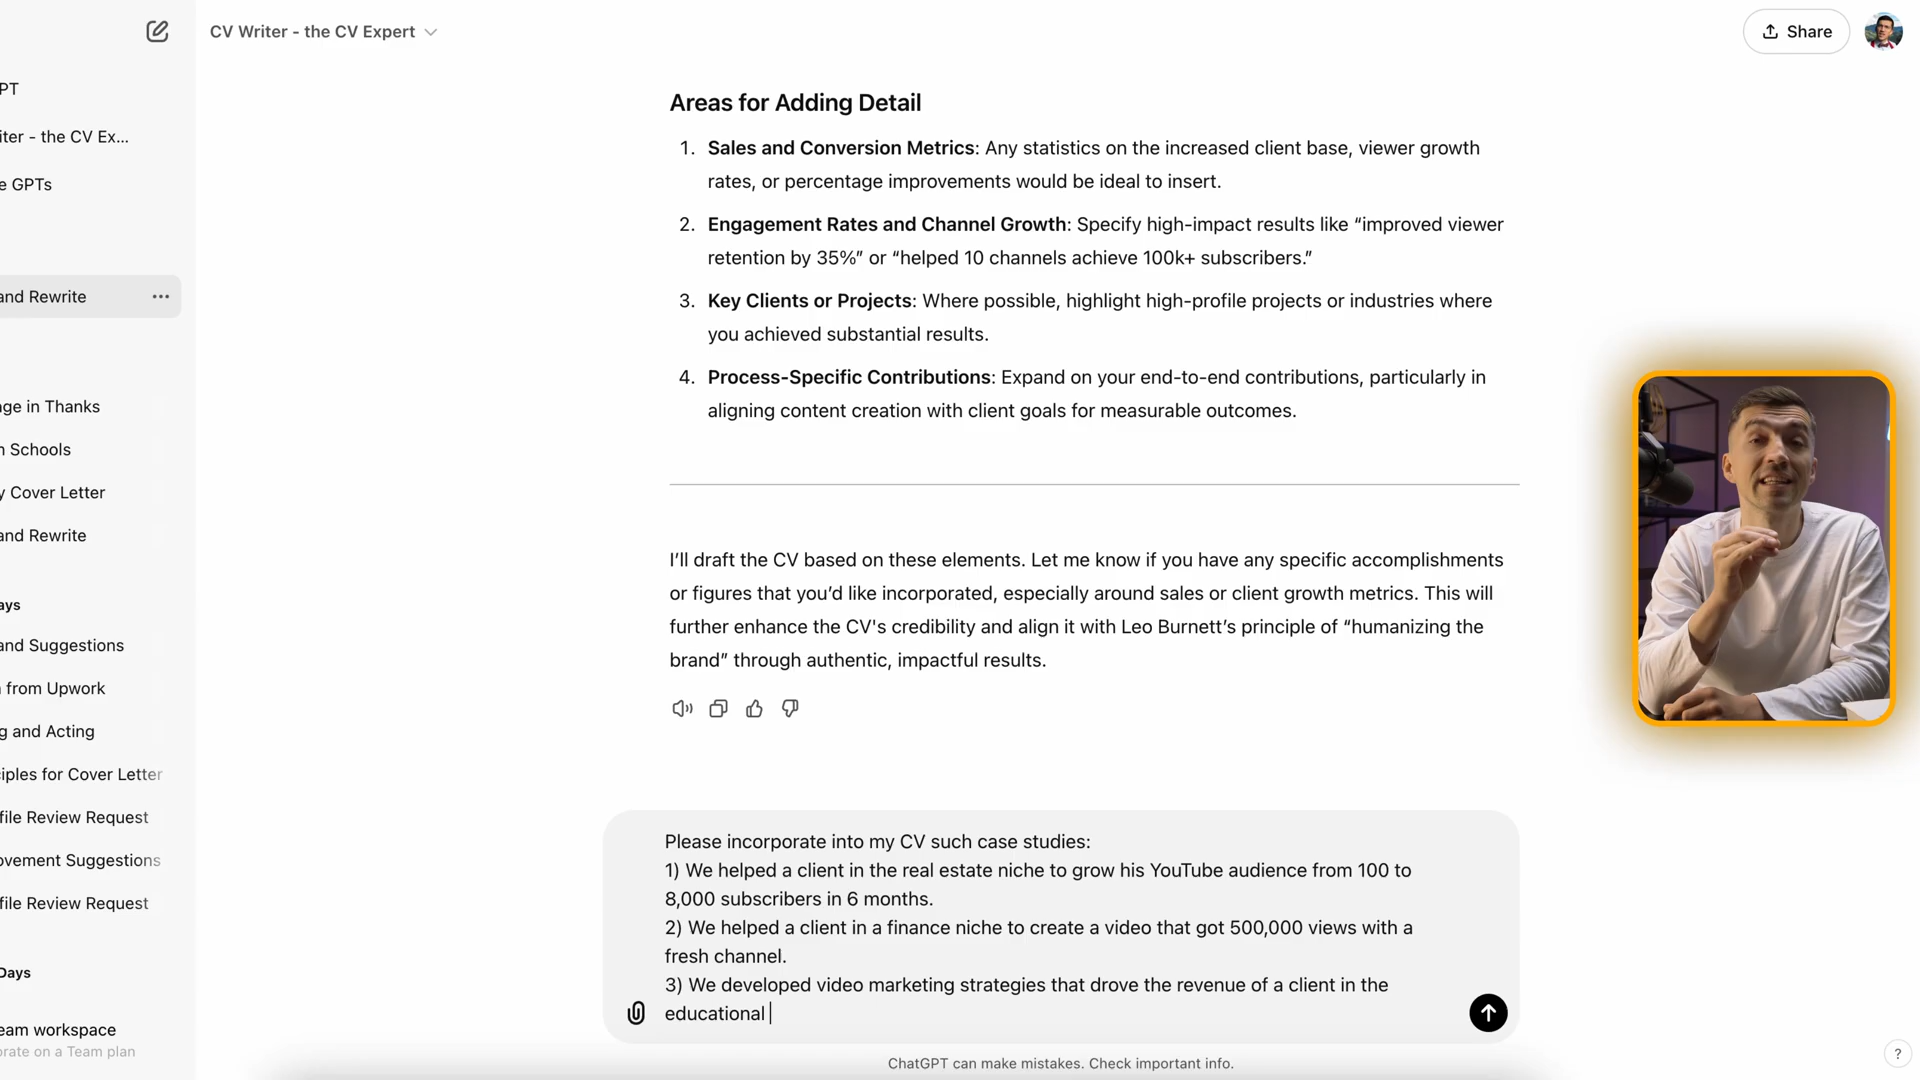 CV Writer - the CV Expert
Share
PT
iter - the CV Ex...
e GPTs
and Rewrite
nge in Thanks
n Schools
y Cover Letter
and Rewrite
ays
and Suggestions
from Upwork
g and Acting
ciples for Cover Letter
file Review Request
ovement Suggestions
file Review Request
Days
eam workspace
orate on a Team plan
Areas for Adding Detail
1. Sales and Conversion Metrics: Any statistics on the increased client base, viewer growth
rates, or percentage improvements would be ideal to insert.
2. Engagement Rates and Channel Growth: Specify high-impact results like “improved viewer
retention by 35%” or “helped 10 channels achieve 100k+ subscribers.”
3. Key Clients or Projects: Where possible, highlight high-profile projects or industries where
you achieved substantial results.
4. Process-Specific Contributions: Expand on your end-to-end contributions, particularly in
aligning content creation with client goals for measurable outcomes.
I’ll draft the CV based on these elements. Let me know if you have any specific accomplishments
or figures that you’d like incorporated, especially around sales or client growth metrics. This will
further enhance the CV's credibility and align it with Leo Burnett’s principle of “humanizing the
brand” through authentic, impactful results.
Please incorporate into my CV such case studies:
1) We helped a client in the real estate niche to grow his YouTube audience from 100 to
8,000 subscribers in 6 months.
2) We helped a client in a finance niche to create a video that got 500,000 views with a
fresh channel.
3) We developed video marketing strategies that drove the revenue of a client in the
educational
ChatGPT can make mistakes. Check important info.
?